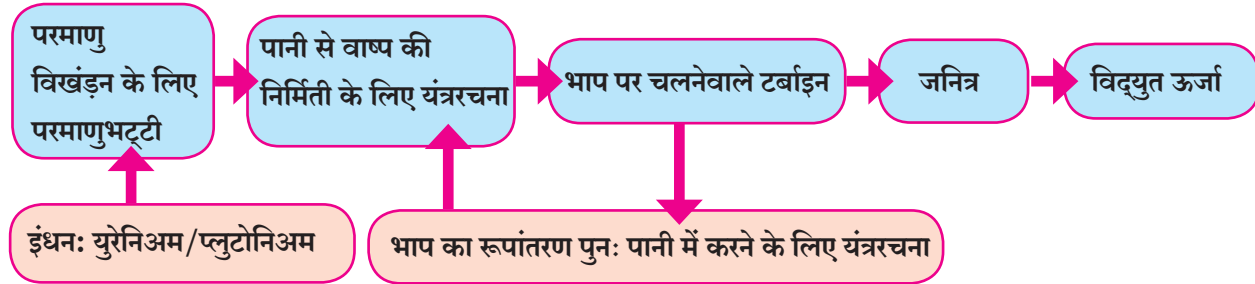 परमाणु
विखंड़न के लिए
परमाणुभट्टी
पानी से वाष्प की
निर्मिती के लिए यंत्ररचना
भाप पर चलनेवाले टर्बाइन
जनित्र
विद्युत ऊर्जा
इंधन: युरेनिअम/प्लुटोनिअम
भाप का रूपांतरण पुनः पानी में करने के लिए यंत्ररचना